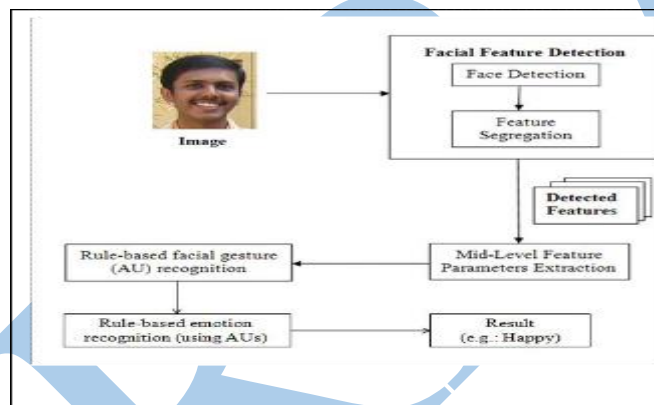 Facial Feature Detection
Face Detection
Feature
Segregation
Image
Detected
Features
Mid-Level Feature
Parameters Extraction
Rule-based facial gesture
(AU) recognition
Rule-based emotion
recognition (using AUs)
Result
(e.g.: Happy)